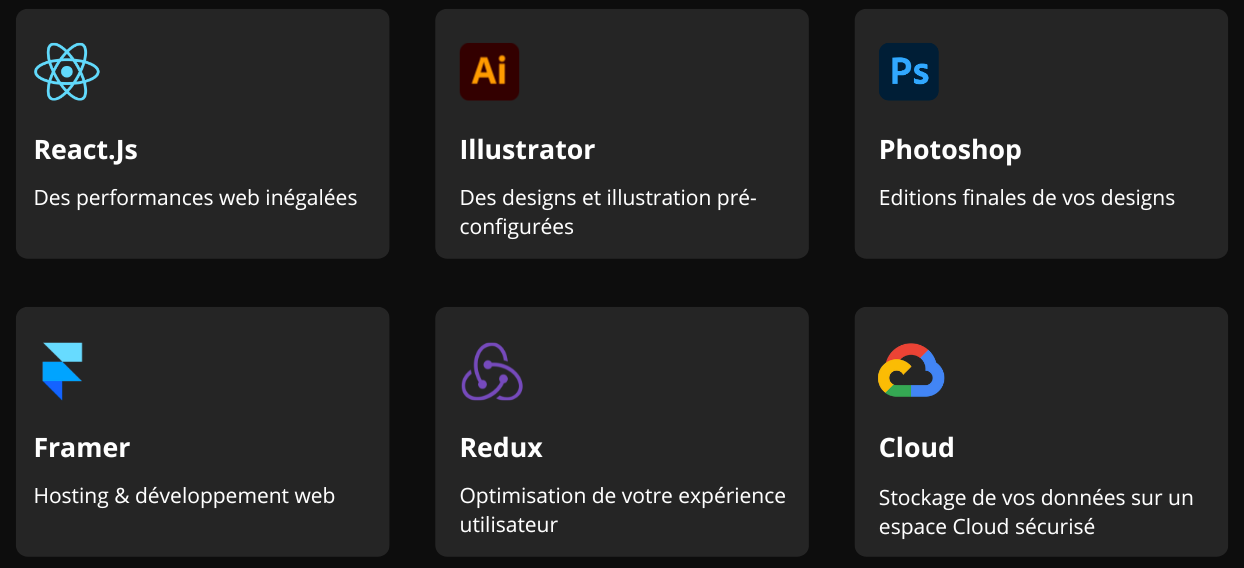 Ai
Ps
React.Js
Illustrator
Photoshop
Des performances web inégalées
Des designs et illustration pré-
configurées
Editions finales de vos designs
Framer
Redux
Cloud
Hosting & développement web
Optimisation de votre expérience
utilisateur
Stockage de vos données sur un
espace Cloud sécurisé